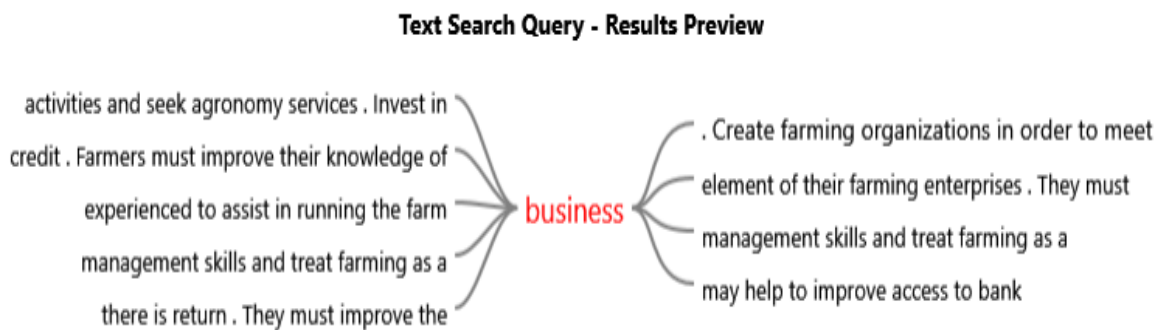 Text Search Query - Results Preview
activities and seek agronomy services . Invest in
credit . Farmers must improve their knowledge of
experienced to assist in running the farm
management skills and treat farming as a
there is return . They must improve the
business
. Create farming organizations in order to meet
element of their farming enterprises . They must
management skills and treat farming as a
may help to improve access to bank